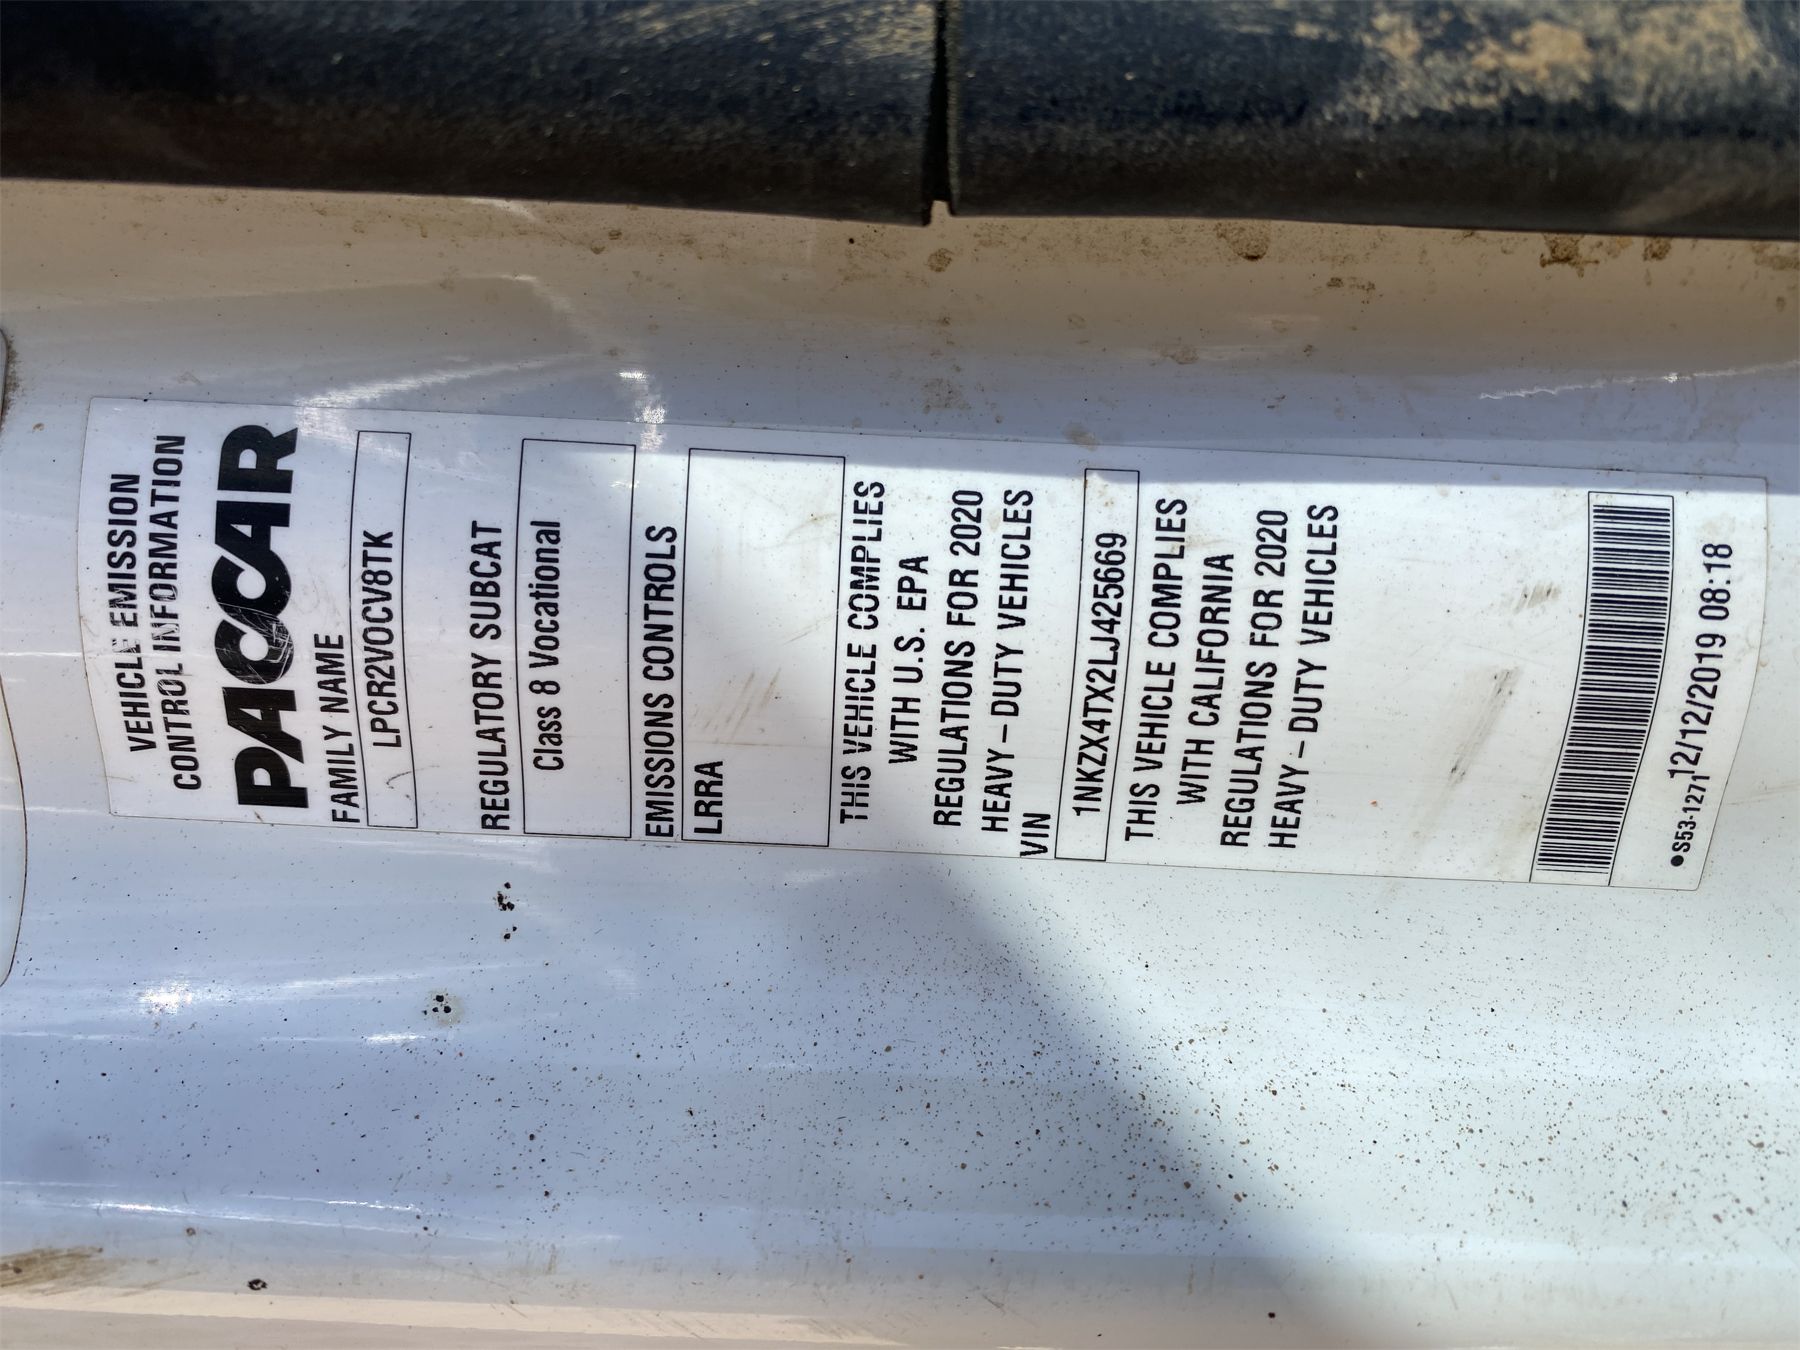 VEHICLE EMISSION
CONTROL INFORMATION
PACCAR
FAMILY NAME
LPCR2VOCV8TK
REGULATORY SUBCAT
Class 8 Vocational
EMISSIONS CONTROLS
LRRA
THIS VEHICLE COMPLIES
WITH U.S. EPA
REGULATIONS FOR 2020
HEAVY – DUTY VEHICLES
VIN
1NKZX4TX2LJ425669
THIS VEHICLE COMPLIES
WITH CALIFORNIA
REGULATIONS FOR 2020
HEAVY – DUTY VEHICLES
●S53-1271 12/12/2019 08:18